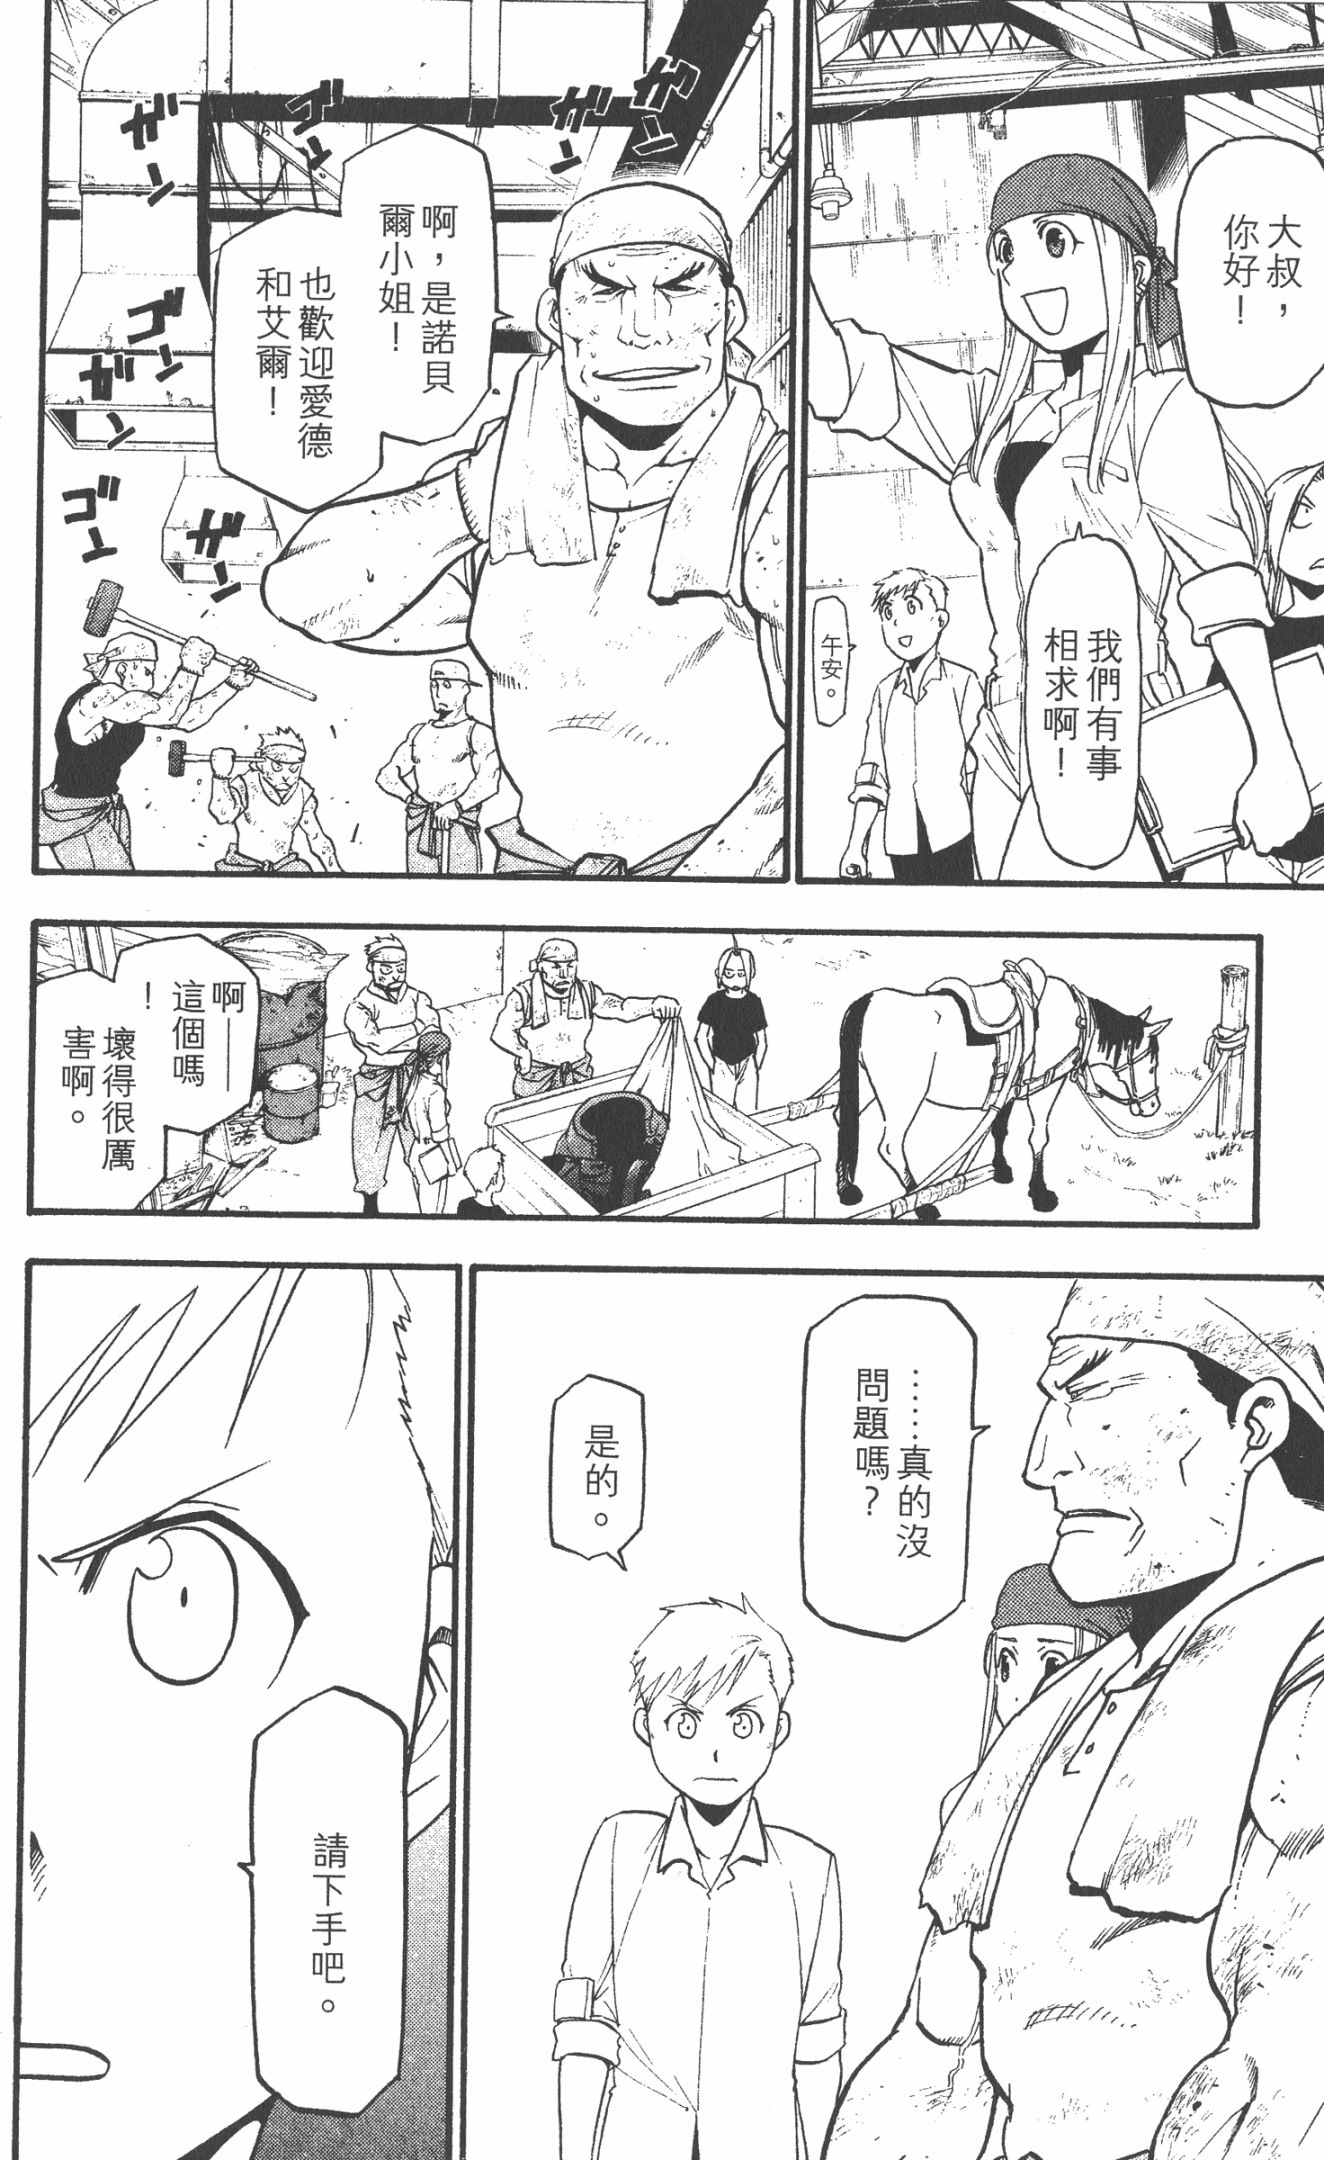 大叔，
你好！
我們有事
相求啊！
午安。
啊，是諾貝
爾小姐！
也歡迎愛德
和艾爾！
ガン
ガン
ゴン
ガン
ゴン
ガン
ゴン
ガン
啊——
這個嗎
！
壞得很厲
害啊。
……真的沒
問題嗎？
是的。
請下手吧。